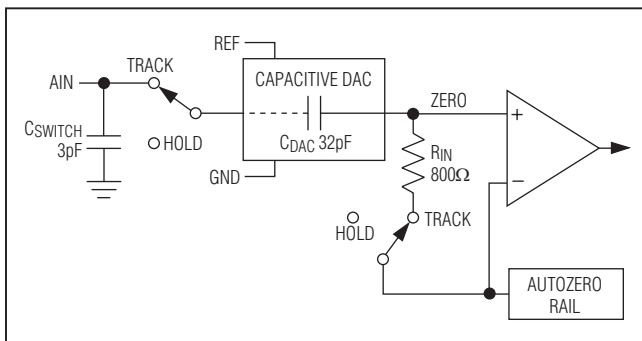 REF
AIN
TRACK
CAPACITIVE DAC
ZERO
CSWITCH
3pF
HOLD
CDAC 32pF
GND
RIN
800Ω
HOLD
TRACK
+
−
AUTOZERO
RAIL